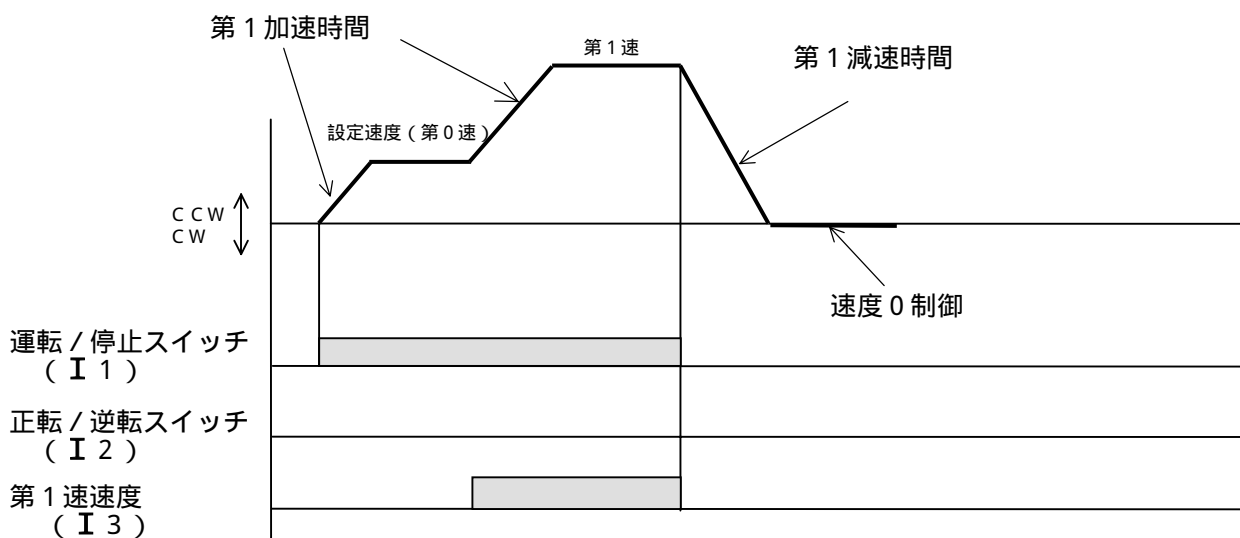 第1加速時間
第1速
第1減速時間
設定速度(第0速)
CCW
CW
速度0制御
運転/停止スイッチ
(I1)
正転/逆転スイッチ
(I2)
第1速速度
(I3)